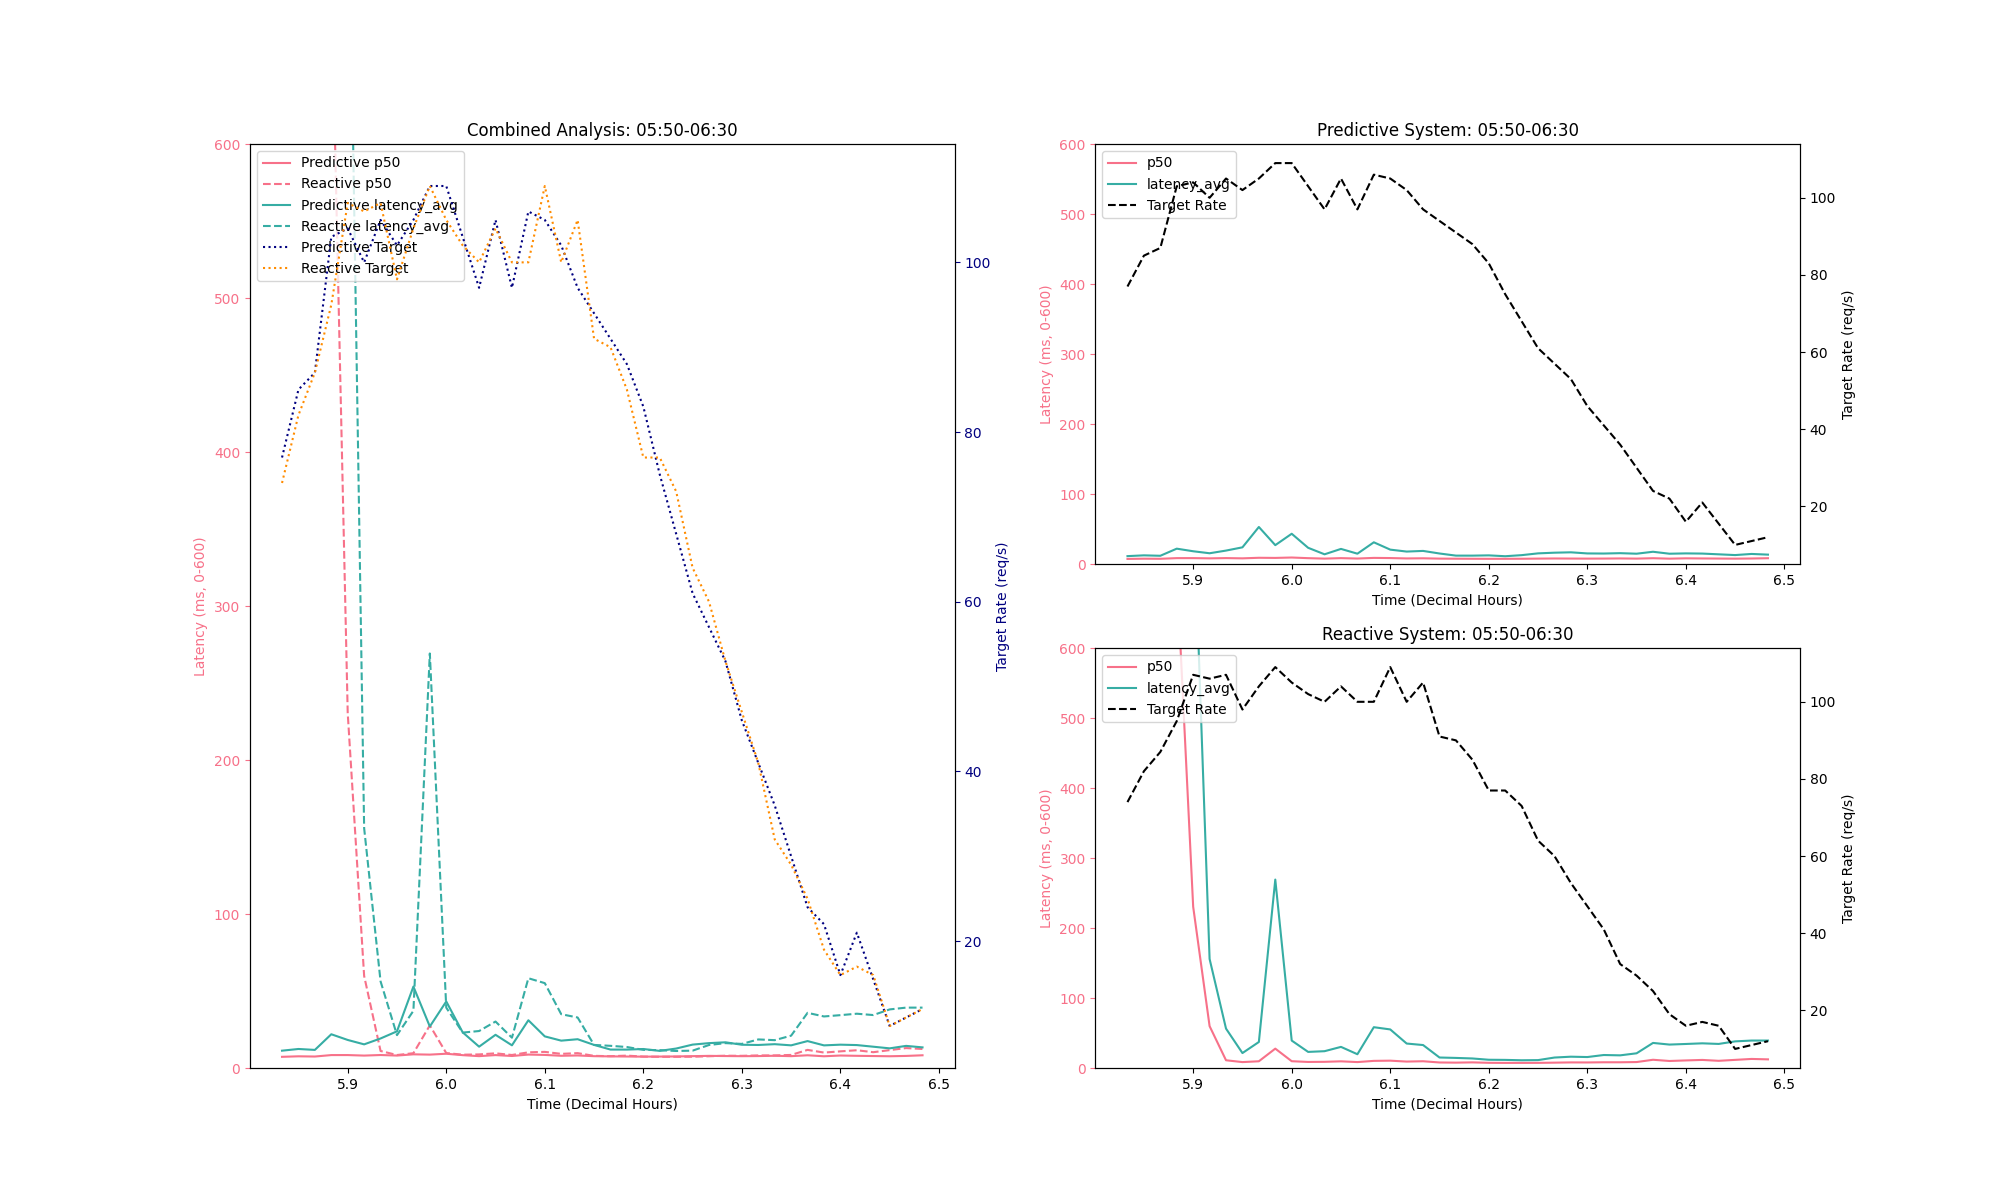 Combined Analysis: 05:50-06:30
600
500
400
300
200
100
0
Latency (ms, 0-600)
Predictive p50
Reactive p50
Predictive latency_avg
Reactive latency_avg
Predictive Target
Reactive Target
100
80
60
40
20
Target Rate (req/s)
5.9 6.0 6.1 6.2 6.3 6.4 6.5
Time (Decimal Hours)
Predictive System: 05:50-06:30
600
500
400
300
200
100
0
Latency (ms, 0-600)
p50
latency_avg
Target Rate
100
80
60
40
20
Target Rate (req/s)
5.9 6.0 6.1 6.2 6.3 6.4 6.5
Time (Decimal Hours)
Reactive System: 05:50-06:30
600
500
400
300
200
100
0
Latency (ms, 0-600)
p50
latency_avg
Target Rate
100
80
60
40
20
Target Rate (req/s)
5.9 6.0 6.1 6.2 6.3 6.4 6.5
Time (Decimal Hours)